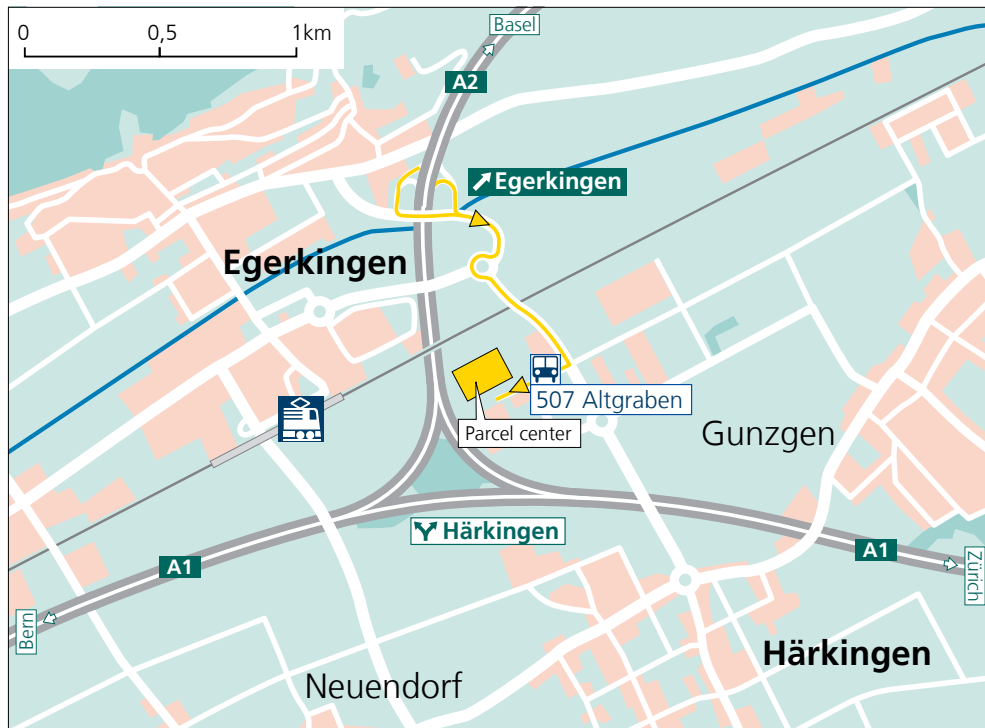 0 0,5 1km
Basel
A2
Egerkingen
Egerkingen
507 Altgraben
Parcel center
Gunzgen
Härkingen
A1
A1
Zürich
Bern
Härkingen
Neuendorf